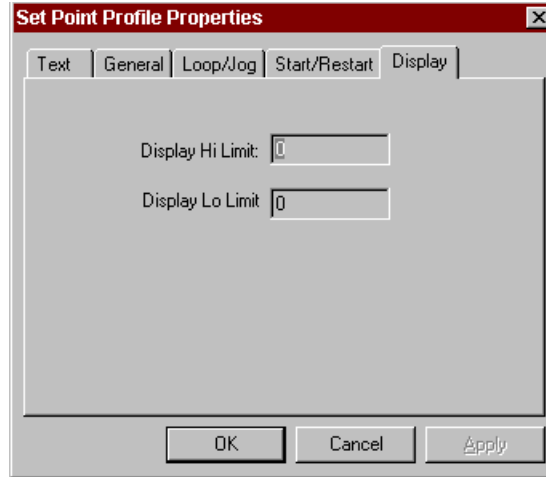 Set Point Profile Properties
Text General Loop/Jog Start/Restart Display
Display Hi Limit: 0
Display Lo Limit 0
OK Cancel Apply